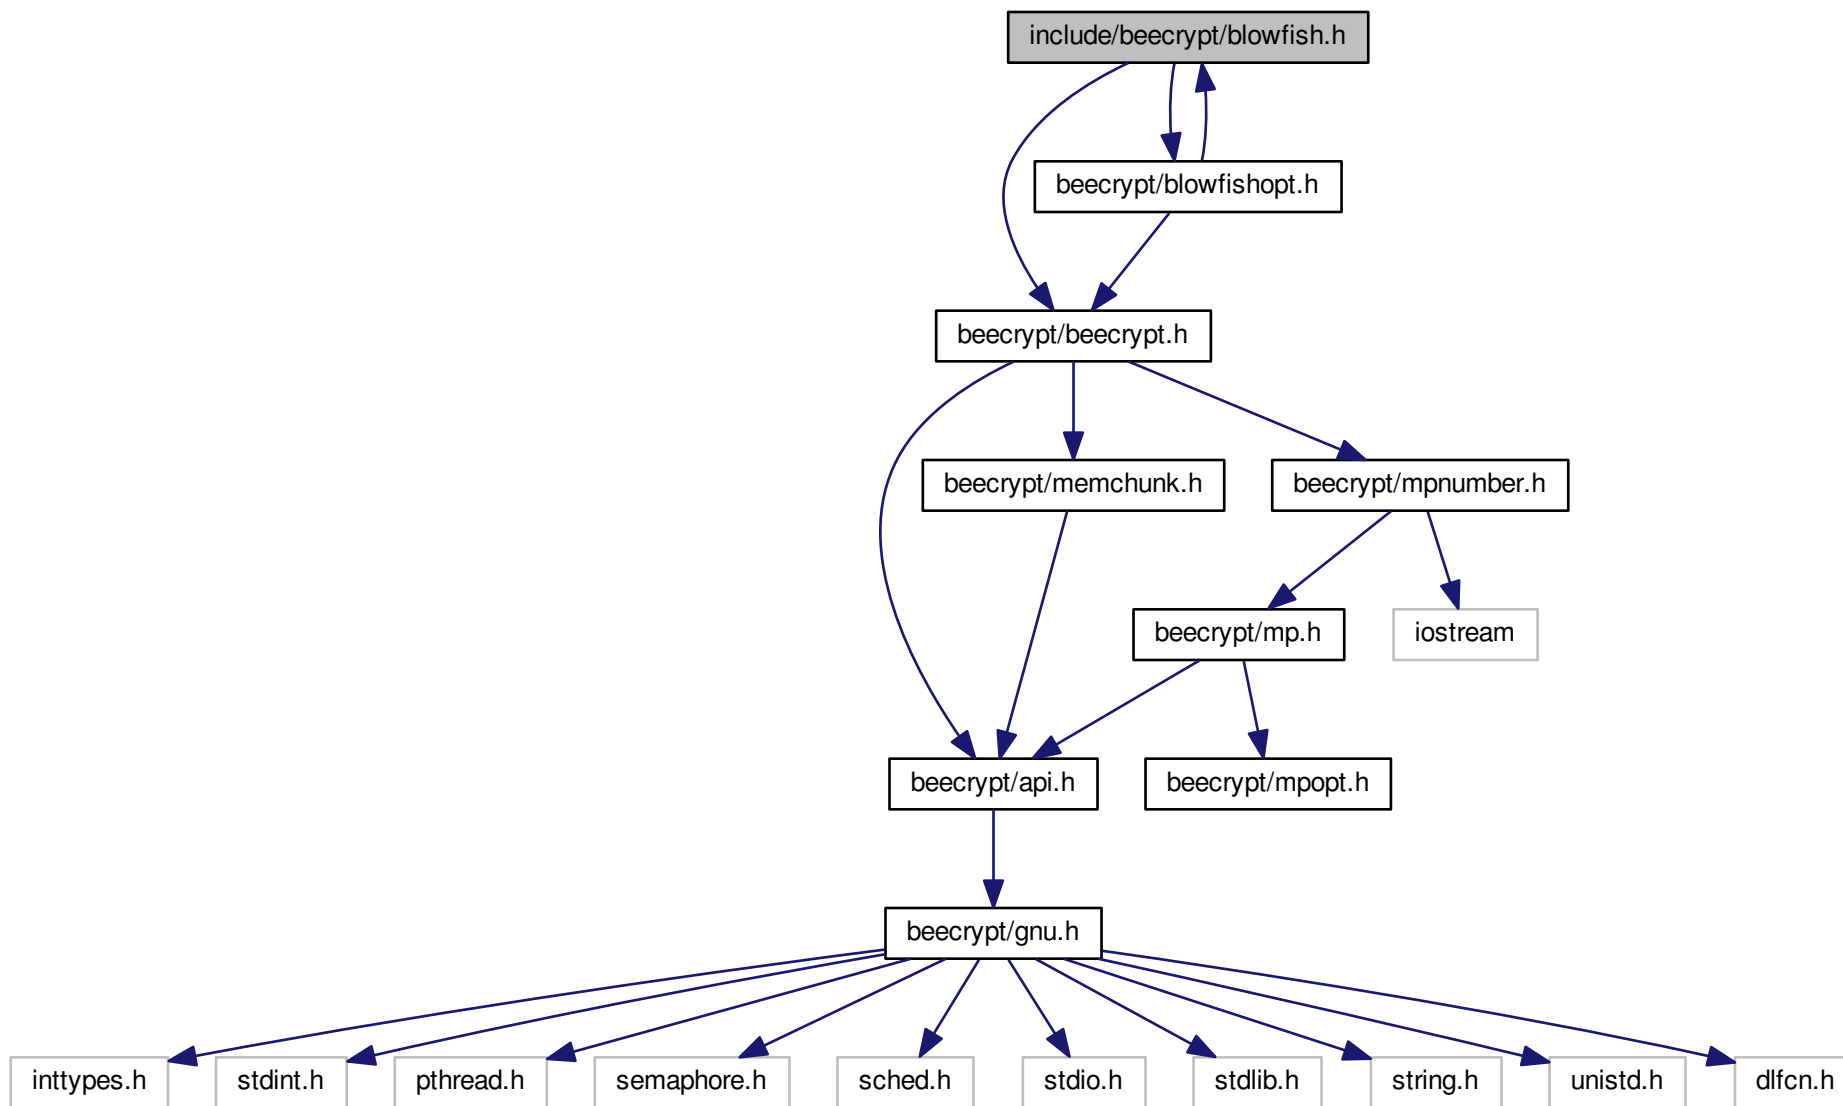 include/beecrypt/blowfish.h
beecrypt/blowfishopt.h
beecrypt/beecrypt.h
beecrypt/memchunk.h
beecrypt/mpnumber.h
beecrypt/mp.h
iostream
beecrypt/api.h
beecrypt/mpopt.h
beecrypt/gnu.h
inttypes.h
stdint.h
pthread.h
semaphore.h
sched.h
stdio.h
stdlib.h
string.h
unistd.h
dlfcn.h